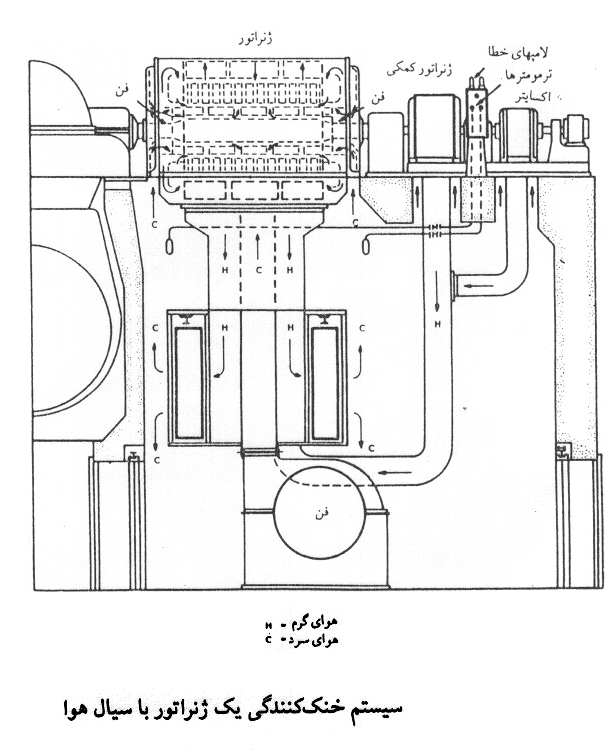 ژنراتور
لامپهای خطا
ترمومترها
ژنراتور کمکی
اکسایتر
فن
فن
C
C
H
C
H
C
H
H
C
H
C
C
فن
هوای گرم - H
هوای سرد - C
سیستم خنک‌کنندگی یک ژنراتور با سیال هوا